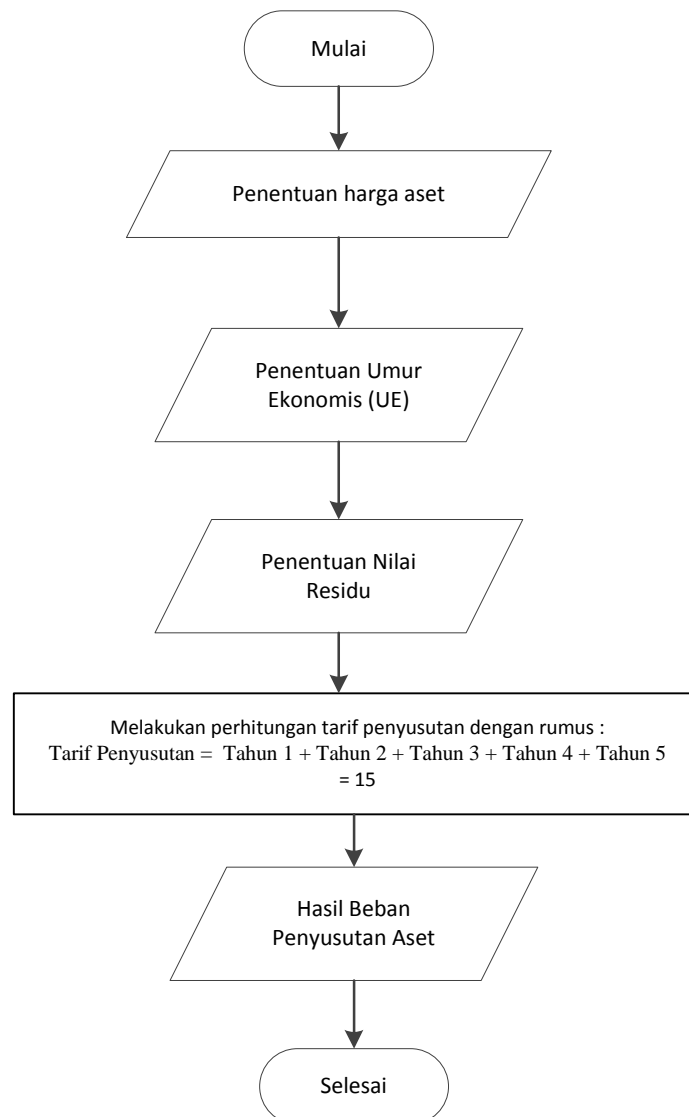 Mulai
Penentuan harga aset
Penentuan Umur
Ekonomis (UE)
Penentuan Nilai
Residu
Melakukan perhitungan tarif penyusutan dengan rumus :
Tarif Penyusutan = Tahun 1 + Tahun 2 + Tahun 3 + Tahun 4 + Tahun 5
= 15
Hasil Beban
Penyusutan Aset
Selesai